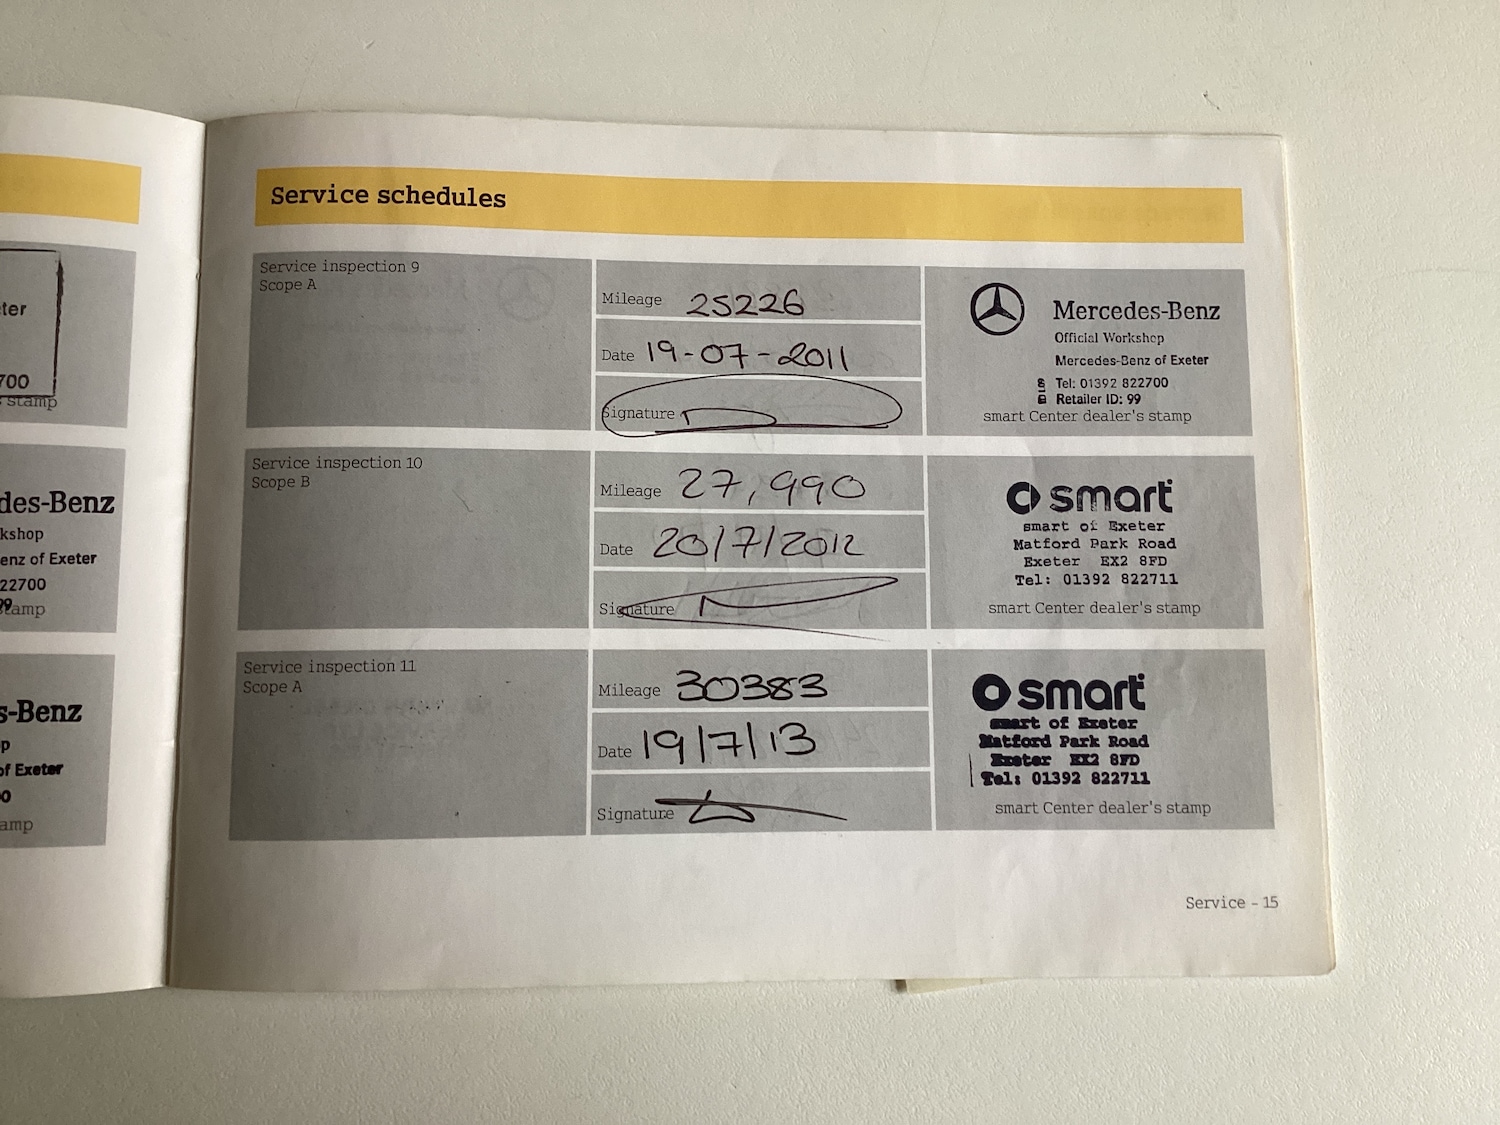 ter
700
stamp
des-Benz
kshop
enz of Exeter
22700
99
tamp
s-Benz
p
of Exeter
0
amp
Service schedules
Service inspection 9
Scope A
Mileage 25226
Date 19-07-2011
Signature
Mercedes-Benz
Official Workshop
Mercedes-Benz of Exeter
Tel: 01392 822700
Retailer ID: 99
smart Center dealer's stamp
Service inspection 10
Scope B
Mileage 27,990
Date 20/7/2012
Signature
smart
smart of Exeter
Matford Park Road
Exeter EX2 8FD
Tel: 01392 822711
smart Center dealer's stamp
Service inspection 11
Scope A
Mileage 30383
Date 19/7/13
Signature
smart
smart of Exeter
Matford Park Road
Exeter EX2 8FD
Tel: 01392 822711
smart Center dealer's stamp
Service - 15